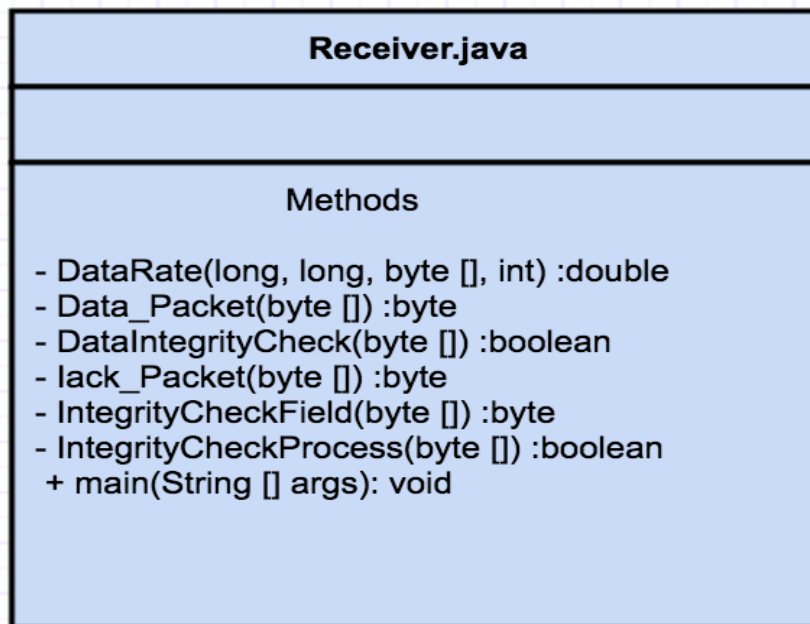 Receiver.java
Methods
- DataRate(long, long, byte [], int) :double
- Data_Packet(byte []) :byte
- DataIntegrityCheck(byte []) :boolean
- Iack_Packet(byte []) :byte
- IntegrityCheckField(byte []) :byte
- IntegrityCheckProcess(byte []) :boolean
+ main(String [] args): void